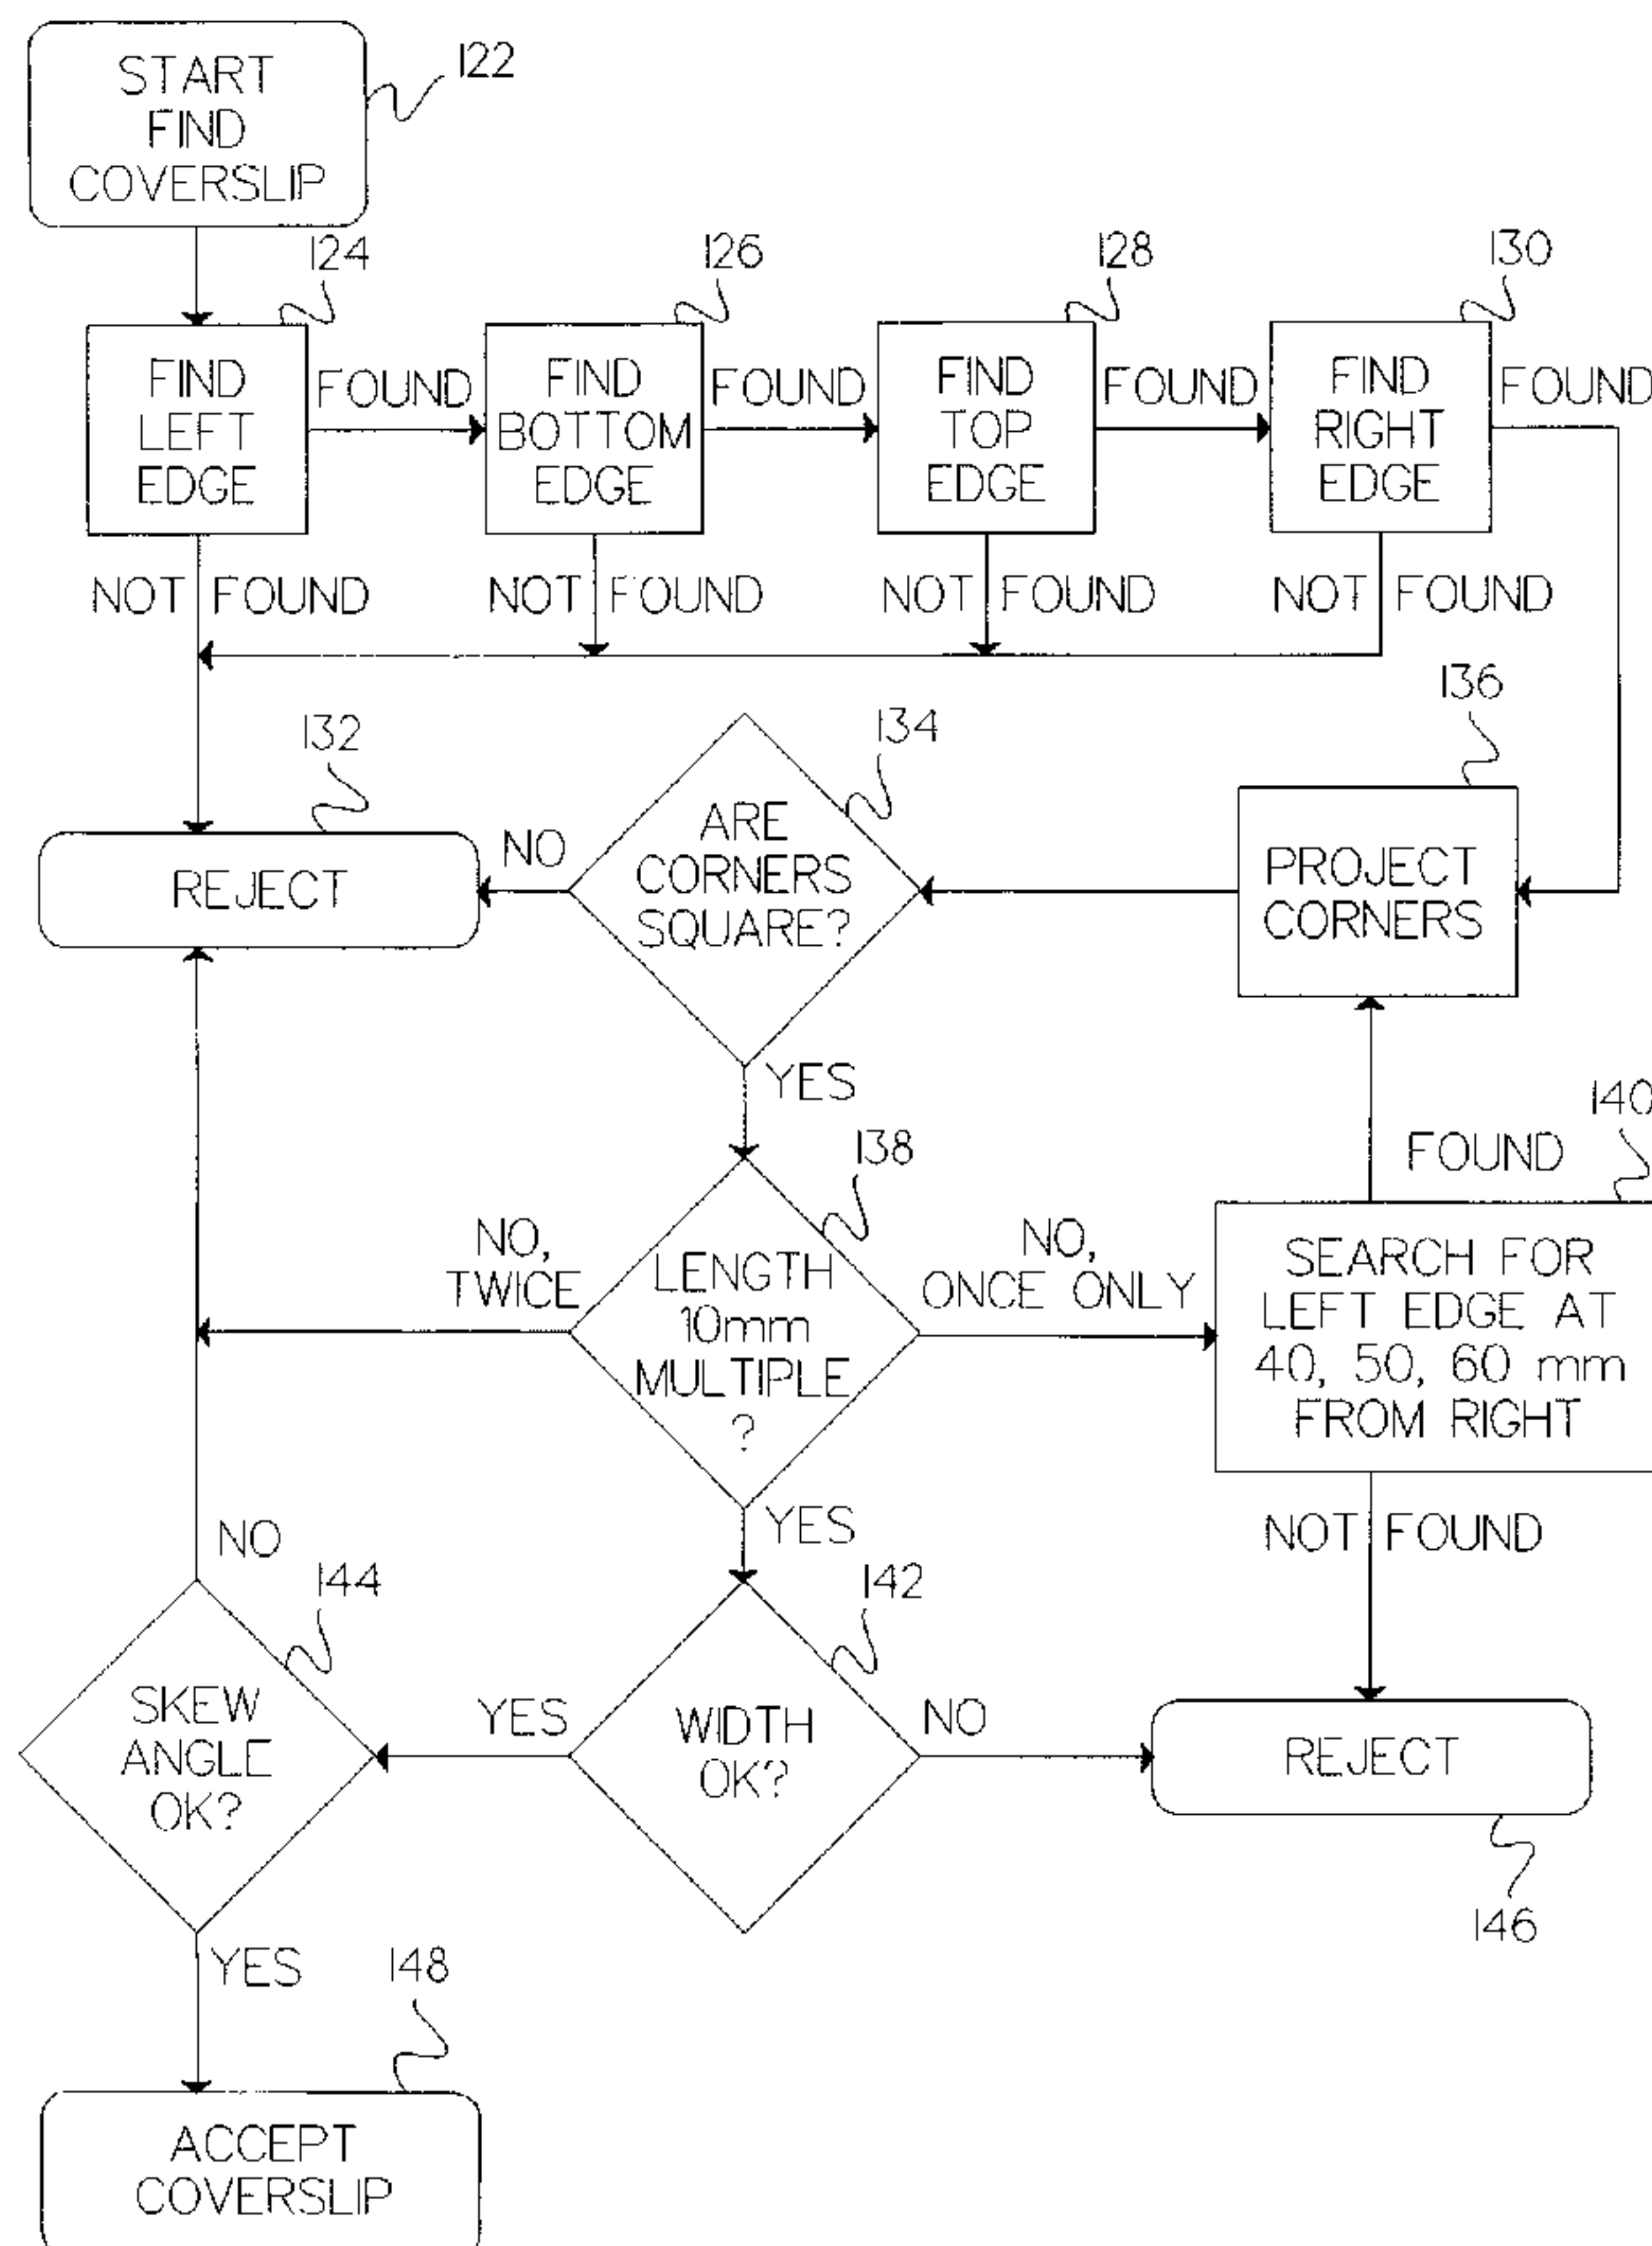 START
FIND
COVERSLIP
122
124
126
128
130
FIND
LEFT
EDGE
FOUND
FIND
BOTTOM
EDGE
FOUND
FIND
TOP
EDGE
FOUND
FIND
RIGHT
EDGE
FOUND
NOT FOUND
NOT FOUND
NOT FOUND
NOT FOUND
132
134
136
REJECT
NO
ARE
CORNERS
SQUARE?
PROJECT
CORNERS
YES
138
FOUND
140
NO,
TWICE
LENGTH
10mm
MULTIPLE
?
NO,
ONCE ONLY
SEARCH FOR
LEFT EDGE AT
40, 50, 60 mm
FROM RIGHT
NO
YES
NOT FOUND
144
142
SKEW
ANGLE
OK?
YES
WIDTH
OK?
NO
REJECT
146
YES
148
ACCEPT
COVERSLIP